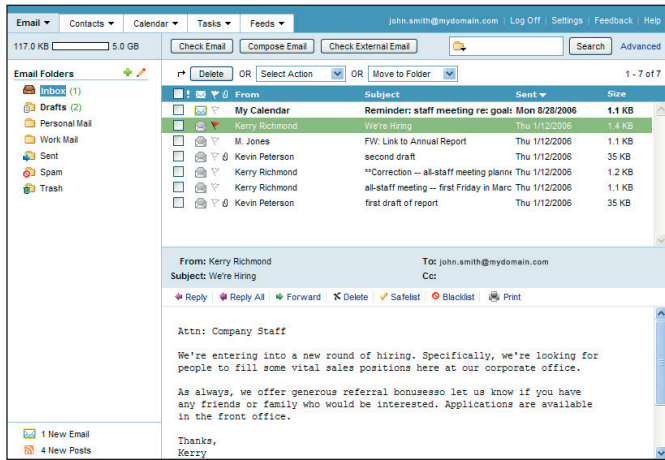 Email Contacts Calendar Tasks Feeds john.smith@mydomain.com | Log Off | Settings | Feedback | Help
117.0 KB 5.0 GB Check Email Compose Email Check External Email Search Advanced
Email Folders
Inbox (1)
Drafts (2)
Personal Mail
Work Mail
Sent
Spam
Trash
1 New Email
4 New Posts
Delete OR Select Action OR Move to Folder 1 - 7 of 7
! From Subject Sent Size
My Calendar Reminder: staff meeting re: goals Mon 8/28/2006 1.1 KB
Kerry Richmond We're Hiring Thu 1/12/2006 1.4 KB
M. Jones FW: Link to Annual Report Thu 1/12/2006 1.1 KB
Kevin Peterson second draft Thu 1/12/2006 35 KB
Kerry Richmond **Correction -- all-staff meeting planne Thu 1/12/2006 1.2 KB
Kerry Richmond all-staff meeting -- first Friday in Marc Thu 1/12/2006 1.1 KB
Kevin Peterson first draft of report Thu 1/12/2006 35 KB
From: Kerry Richmond To: john.smith@mydomain.com
Subject: We're Hiring Cc:
Reply Reply All Forward Delete Safelist Blacklist Print
Attn: Company Staff
We're entering into a new round of hiring. Specifically, we're looking for
people to fill some vital sales positions here at our corporate office.
As always, we offer generous referral bonusesso let us know if you have
any friends or family who would be interested. Applications are available
in the front office.
Thanks,
Kerry